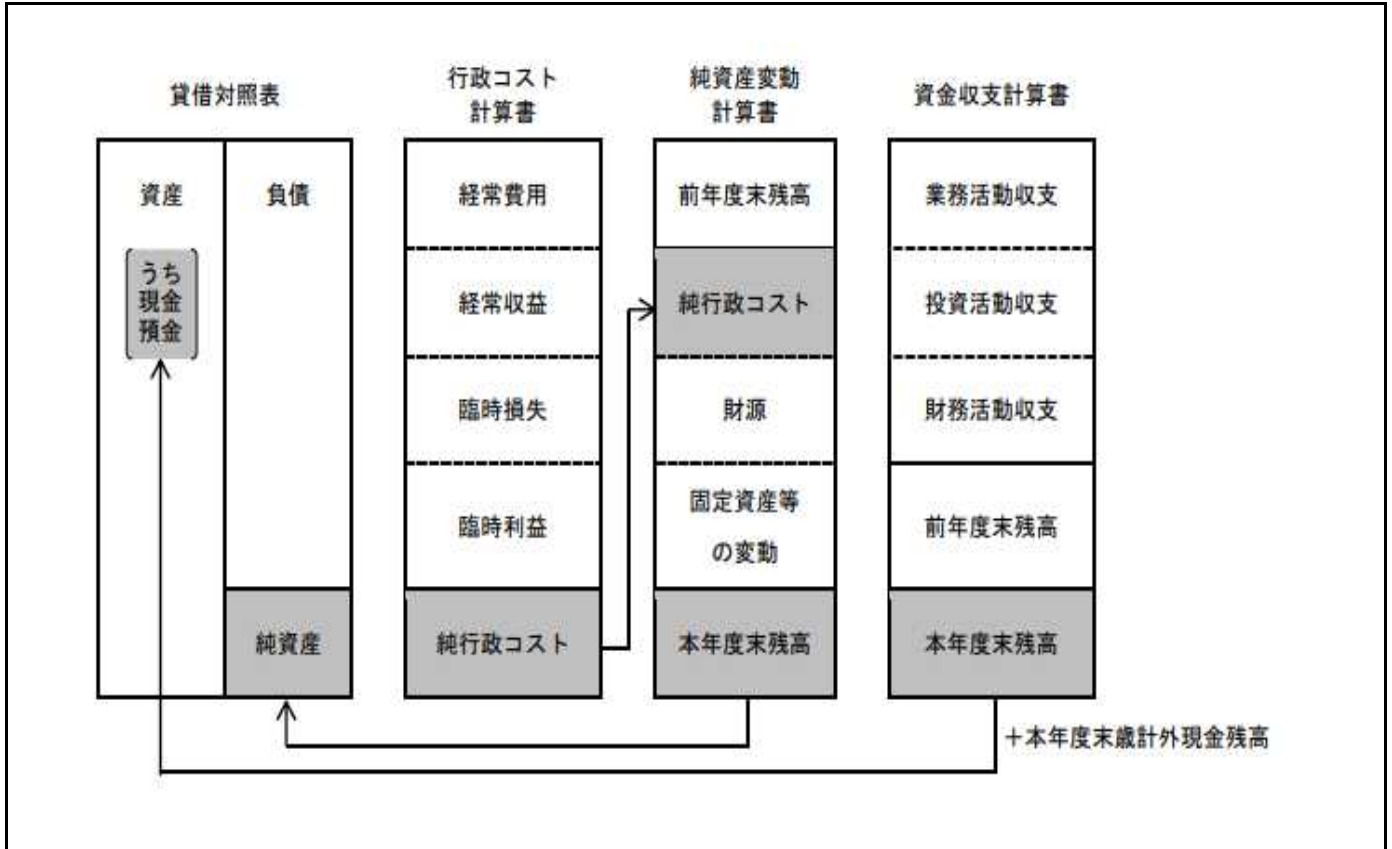 貸借対照表
資産
うち
現金
預金
負債
純資産
行政コスト
計算書
経常費用
経常収益
臨時損失
臨時利益
純行政コスト
純資産変動
計算書
前年度末残高
純行政コスト
財源
固定資産等
の変動
本年度末残高
資金収支計算書
業務活動収支
投資活動収支
財務活動収支
前年度末残高
本年度末残高
＋本年度末歳計外現金残高